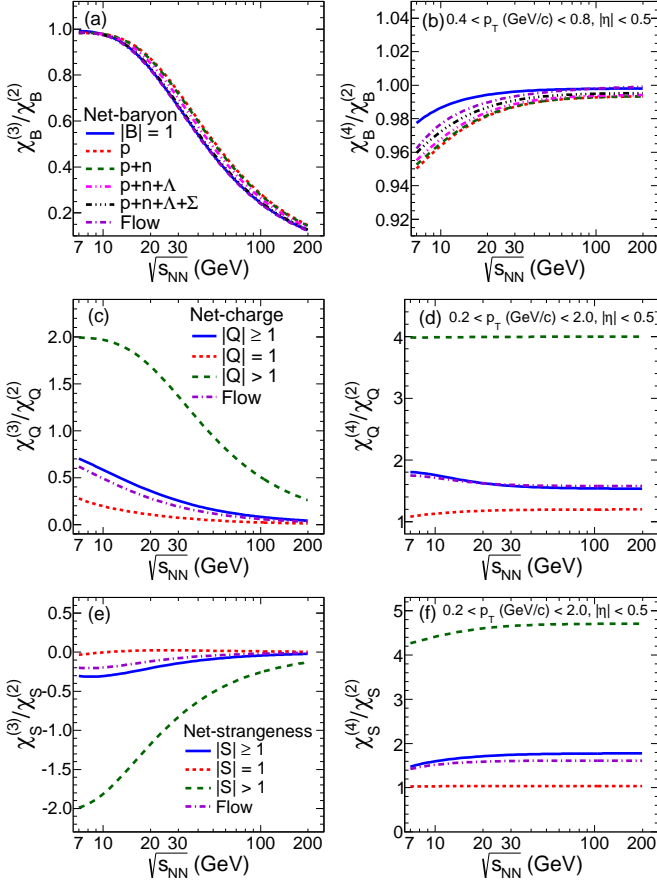 (a)
χ_B^(3)/χ_B^(2)
1.0
0.8
0.6
0.4
0.2
Net-baryon
|B| = 1
p
p+n
p+n+Λ
p+n+Λ+Σ
Flow
7 10 20 30 100 200
√s_NN (GeV)
(b) 0.4 < p_T (GeV/c) < 0.8, |η| < 0.5
χ_B^(4)/χ_B^(2)
1.04
1.02
1.00
0.98
0.96
0.94
0.92
7 10 20 30 100 200
√s_NN (GeV)
(c)
Net-charge
|Q| ≥ 1
|Q| = 1
|Q| > 1
Flow
χ_Q^(3)/χ_Q^(2)
2.0
1.5
1.0
0.5
0.0
7 10 20 30 100 200
√s_NN (GeV)
(d) 0.2 < p_T (GeV/c) < 2.0, |η| < 0.5
χ_Q^(4)/χ_Q^(2)
4
3
2
1
7 10 20 30 100 200
√s_NN (GeV)
(e)
χ_S^(3)/χ_S^(2)
0.5
0.0
-0.5
-1.0
-1.5
-2.0
Net-strangeness
|S| ≥ 1
|S| = 1
|S| > 1
Flow
7 10 20 30 100 200
√s_NN (GeV)
(f) 0.2 < p_T (GeV/c) < 2.0, |η| < 0.5
χ_S^(4)/χ_S^(2)
5
4
3
2
1
0
7 10 20 30 100 200
√s_NN (GeV)